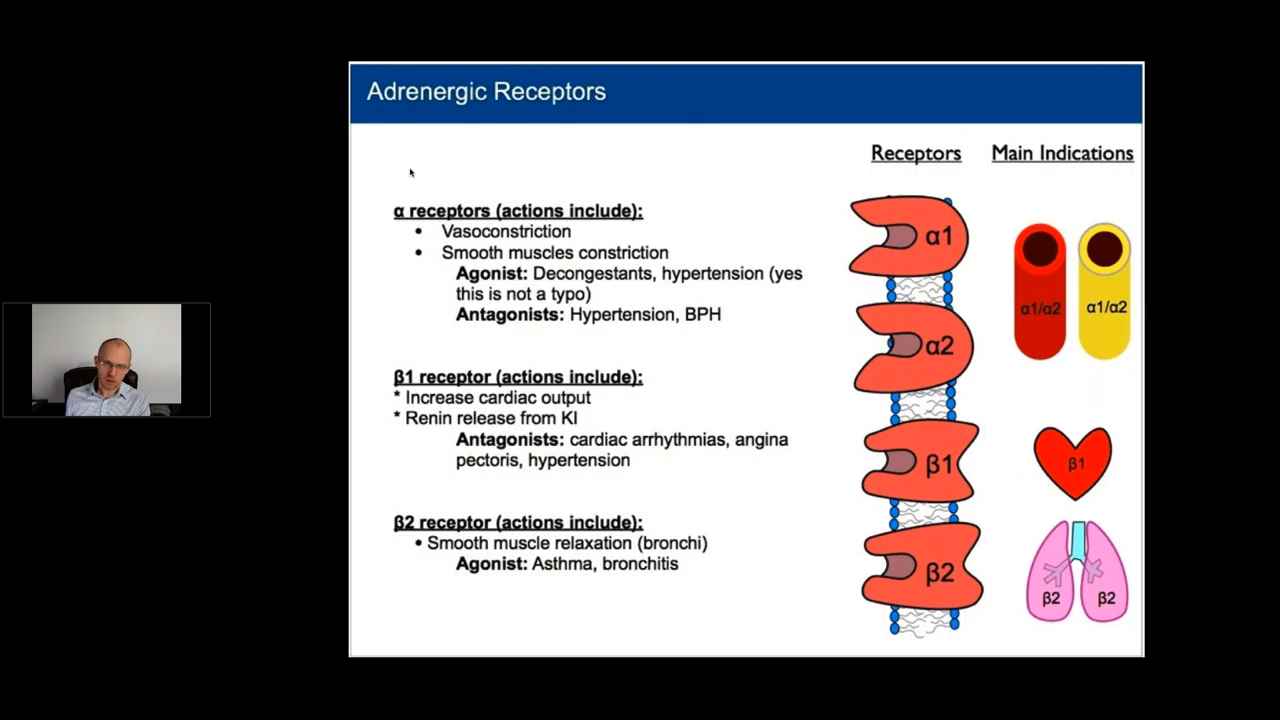 Adrenergic Receptors
Receptors
Main Indications
α receptors (actions include):
• Vasoconstriction
• Smooth muscles constriction
Agonist: Decongestants, hypertension (yes
this is not a typo)
Antagonists: Hypertension, BPH
β1 receptor (actions include):
* Increase cardiac output
* Renin release from KI
Antagonists: cardiac arrhythmias, angina
pectoris, hypertension
β2 receptor (actions include):
• Smooth muscle relaxation (bronchi)
Agonist: Asthma, bronchitis
α1
α2
β1
β2
α1/α2
α1/α2
β1
β2
β2